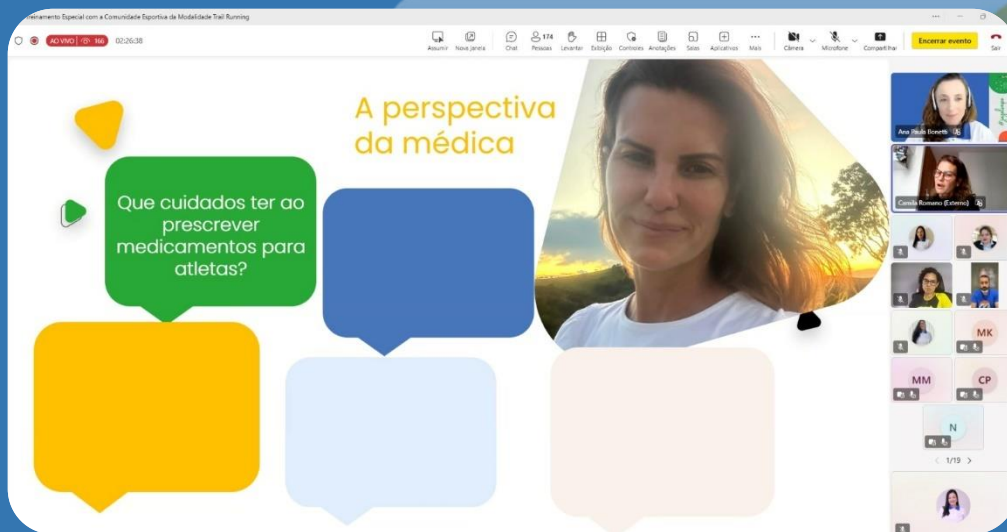 Treinamento Especial com a Comunidade Esportiva da Modalidade Trail Running
AO VIVO 166 02:26:38
Assumir
Nova janela
Chat
174
Pessoas
Levantar
Exibição
Controles
Anotações
Salas
Aplicativos
Mais
Câmera
Microfone
Compartilhar
Encerrar evento
Sair
A perspectiva
da médica
Que cuidados ter ao
prescrever
medicamentos para
atletas?
Ana Paula Bonetti
Camila Romano (Externo)
MK
MM
CP
N
1/19